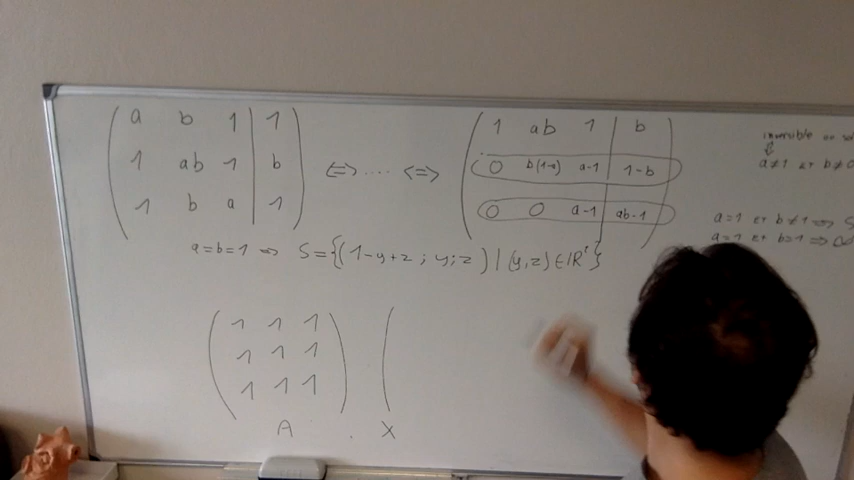 a b 1 | 1
1 ab 1 | b
1 b a | 1
<=> .... <=>
1 ab 1 | b
0 b(1-a) a-1 | 1-b
0 0 a-1 | ab-1
inversible on
a≠1 et b≠0
a=1 et b≠1 => S
a=1 et b=1 =>
a=b=1 => S={(1-y+z ; y; z) | (y,z) ∈ IR²}
1 1 1
1 1 1
1 1 1
A . X